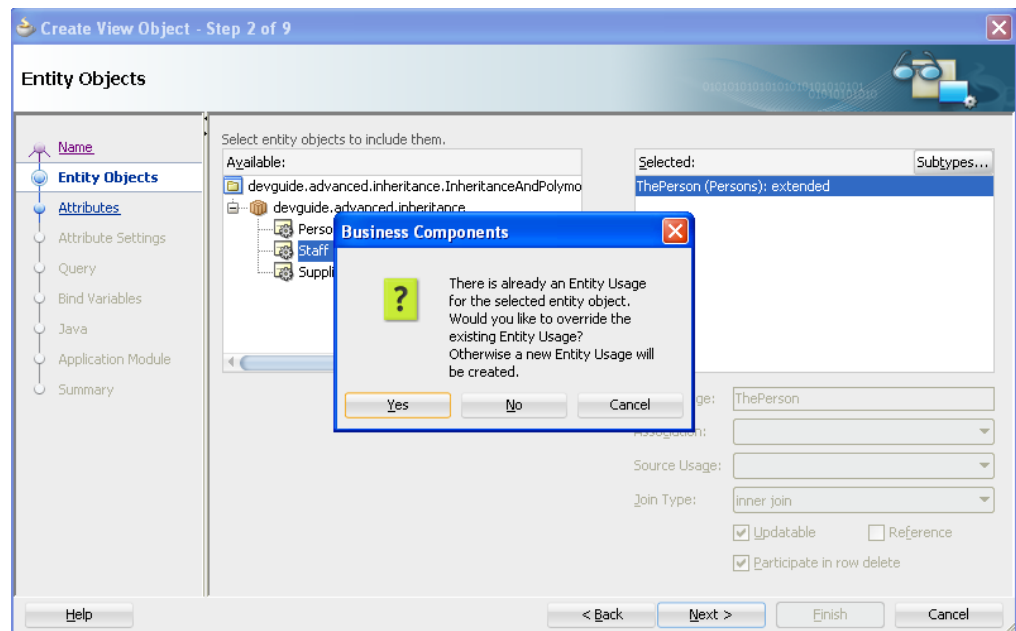 Create View Object - Step 2 of 9
Entity Objects
Name
Entity Objects
Attributes
Attribute Settings
Query
Bind Variables
Java
Application Module
Summary
Select entity objects to include them.
Available:
devguide.advanced.inheritance.InheritanceAndPolymo
devguide.advanced.inheritance
Perso
Staff
Suppli
Selected:
Subtypes...
ThePerson (Persons): extended
Business Components
?
There is already an Entity Usage
for the selected entity object.
Would you like to override the
existing Entity Usage?
Otherwise a new Entity Usage will
be created.
Yes
No
Cancel
ge:
ThePerson
Association:
Source Usage:
Join Type:
inner join
Updatable
Reference
Participate in row delete
Help
< Back
Next >
Finish
Cancel